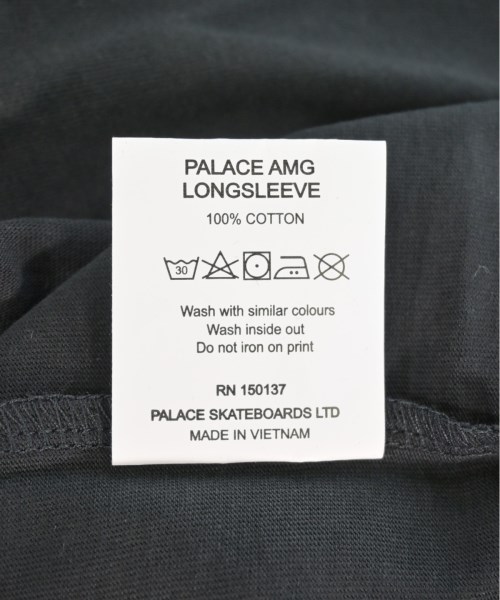 PALACE AMG
LONGSLEEVE
100% COTTON
30
Wash with similar colours
Wash inside out
Do not iron on print
RN 150137
PALACE SKATEBOARDS LTD
MADE IN VIETNAM